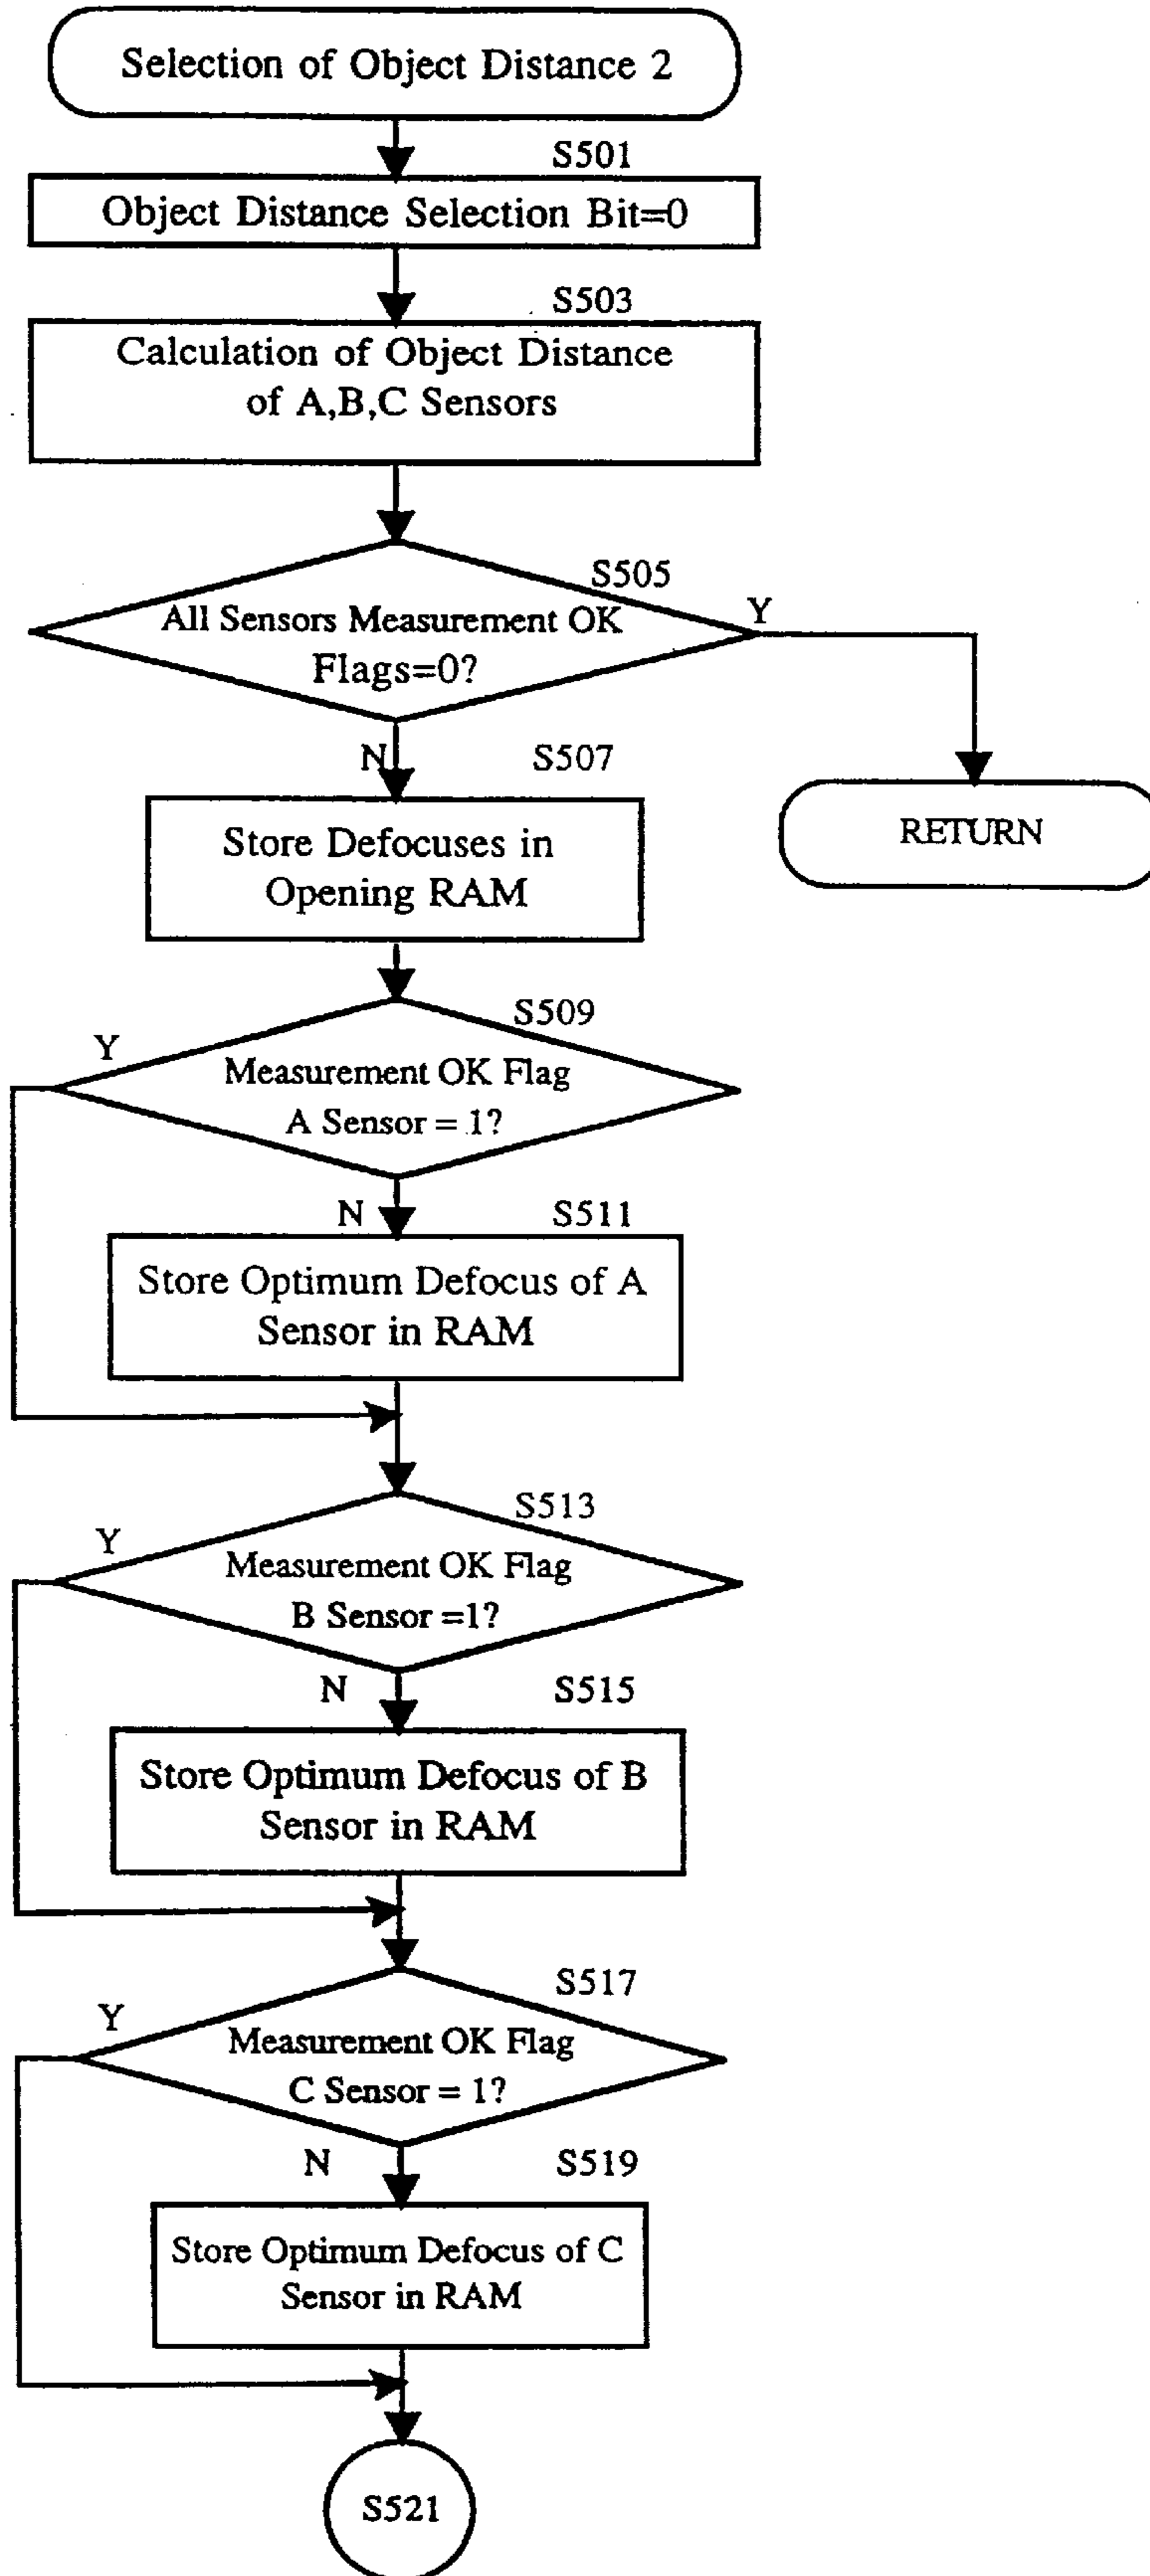 Selection of Object Distance 2
S501
Object Distance Selection Bit=0
S503
Calculation of Object Distance
of A,B,C Sensors
S505
All Sensors Measurement OK
Flags=0?
Y
N
S507
Store Defocuses in
Opening RAM
RETURN
S509
Y
Measurement OK Flag
A Sensor = 1?
N
S511
Store Optimum Defocus of A
Sensor in RAM
S513
Y
Measurement OK Flag
B Sensor =1?
N
S515
Store Optimum Defocus of B
Sensor in RAM
S517
Y
Measurement OK Flag
C Sensor = 1?
N
S519
Store Optimum Defocus of C
Sensor in RAM
S521